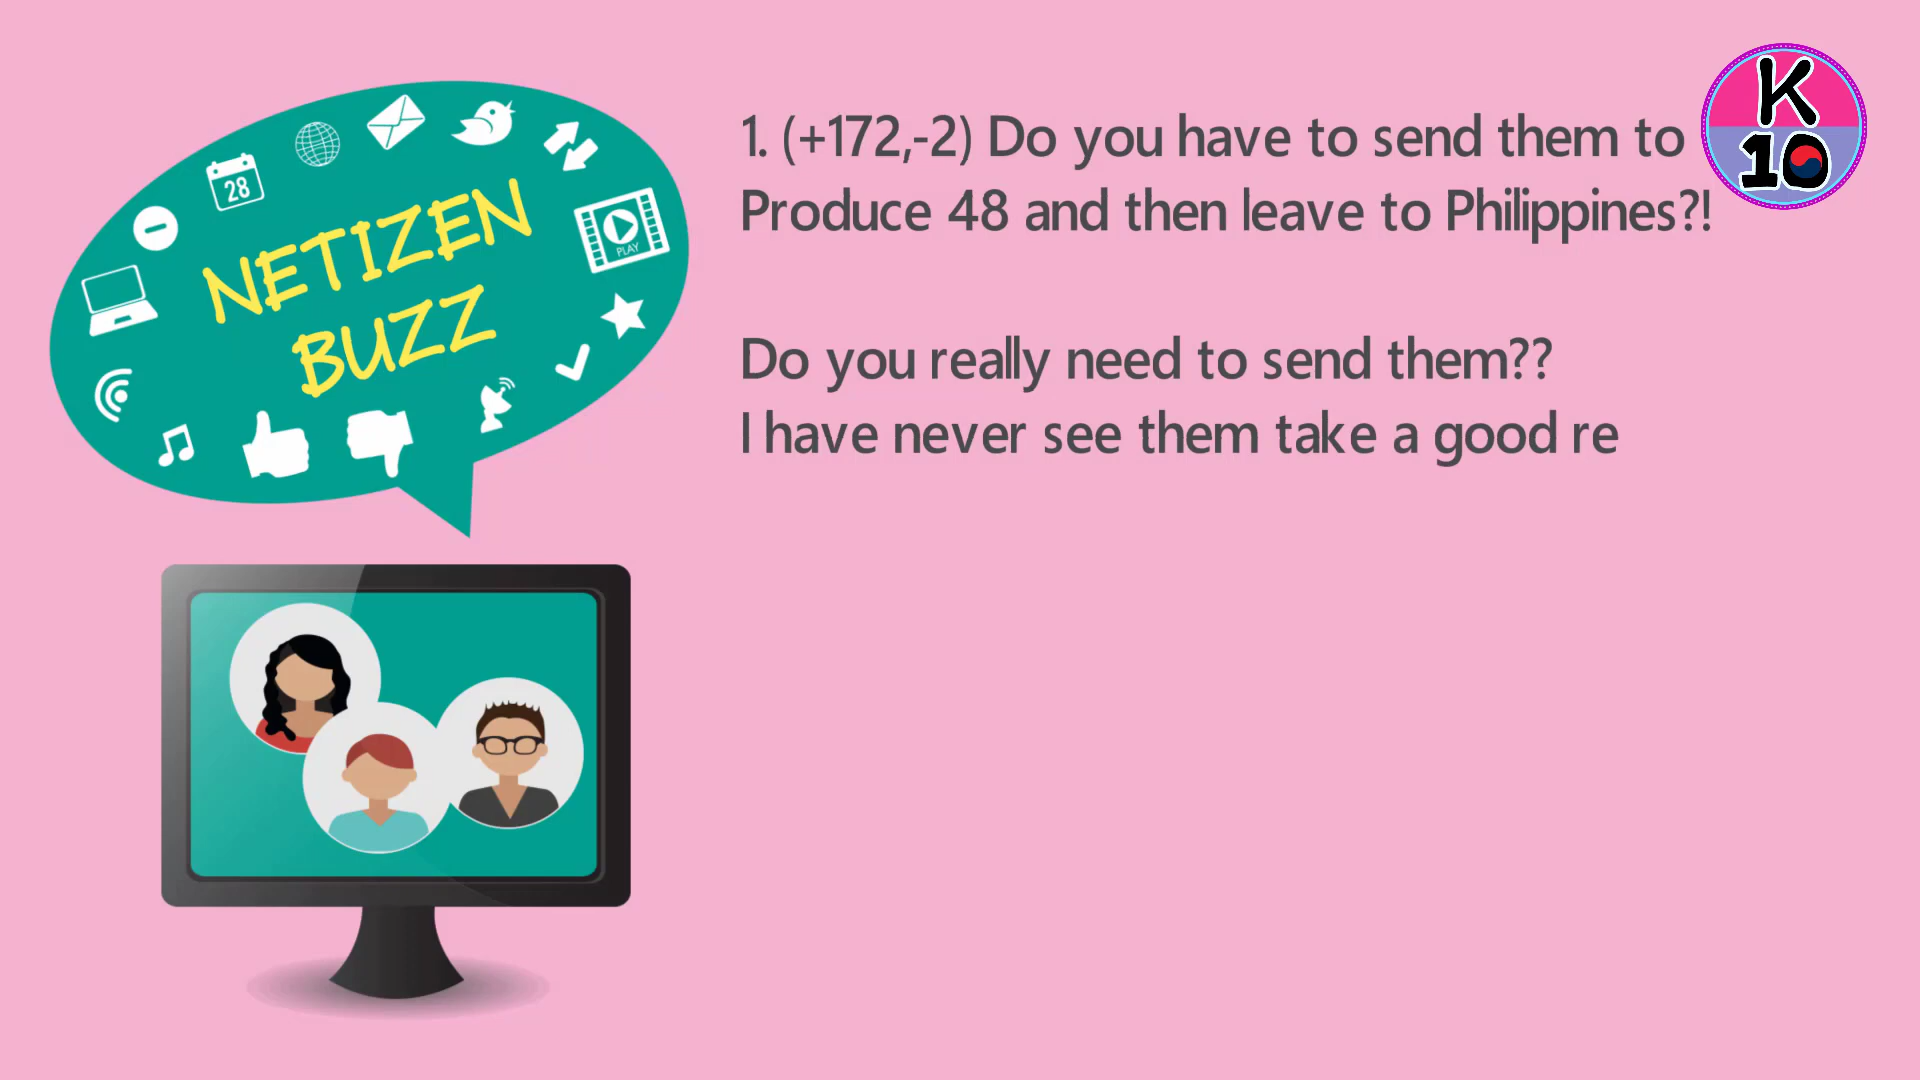 28
PLAY
NETIZEN
BUZZ
K
10
1. (+172,-2) Do you have to send them to
Produce 48 and then leave to Philippines?!
Do you really need to send them??
I have never see them take a good re